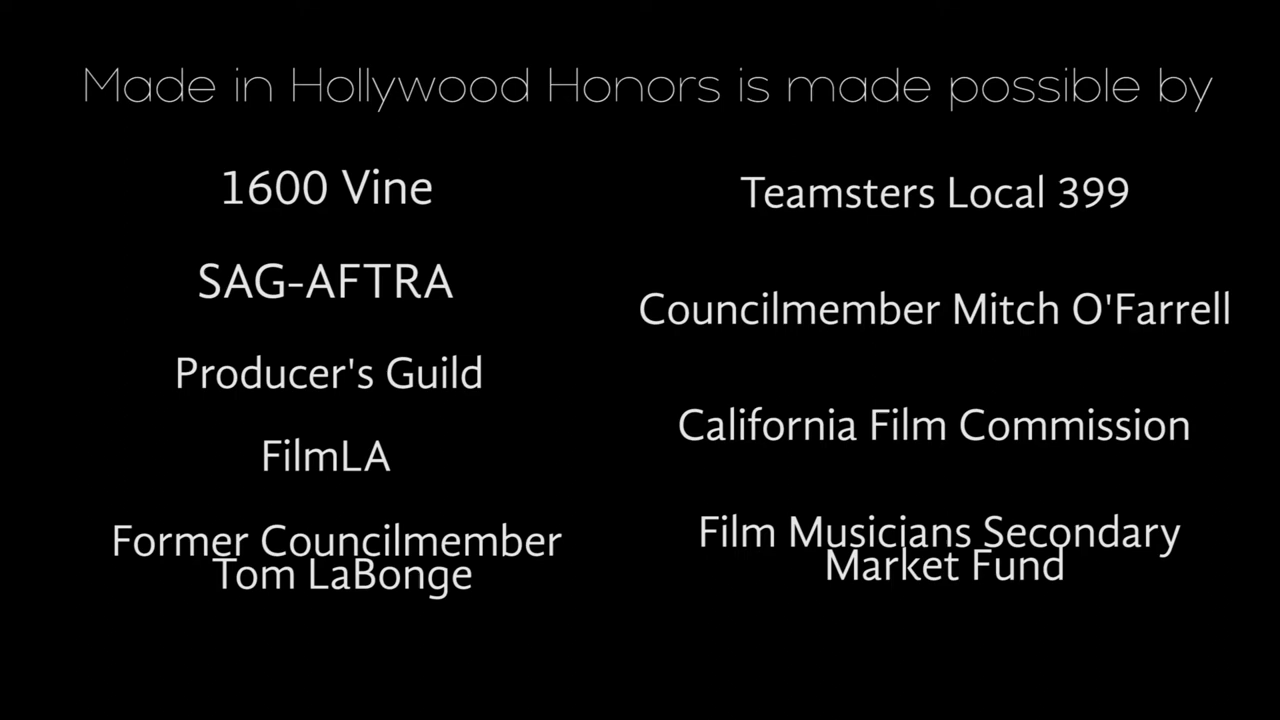 Made in Hollywood Honors is made possible by
1600 Vine
SAG-AFTRA
Producer's Guild
FilmLA
Former Councilmember
Tom LaBonge
Teamsters Local 399
Councilmember Mitch O'Farrell
California Film Commission
Film Musicians Secondary
Market Fund